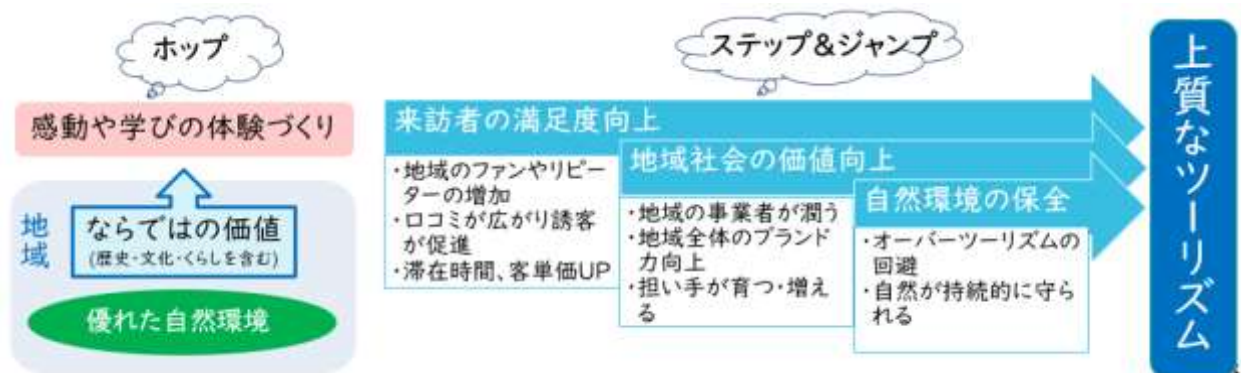 ホップ
感動や学びの体験づくり
地域
ならではの価値
(歴史・文化・くらしを含む)
優れた自然環境
ステップ&ジャンプ
来訪者の満足度向上
・地域のファンやリピー
ターの増加
・口コミが広がり誘客
が促進
・滞在時間、客単価UP
地域社会の価値向上
・地域の事業者が潤う
・地域全体のブランド
力向上
・担い手が育つ・増え
る
自然環境の保全
・オーバーツーリズムの
回避
・自然が持続的に守ら
れる
上質なツーリズム